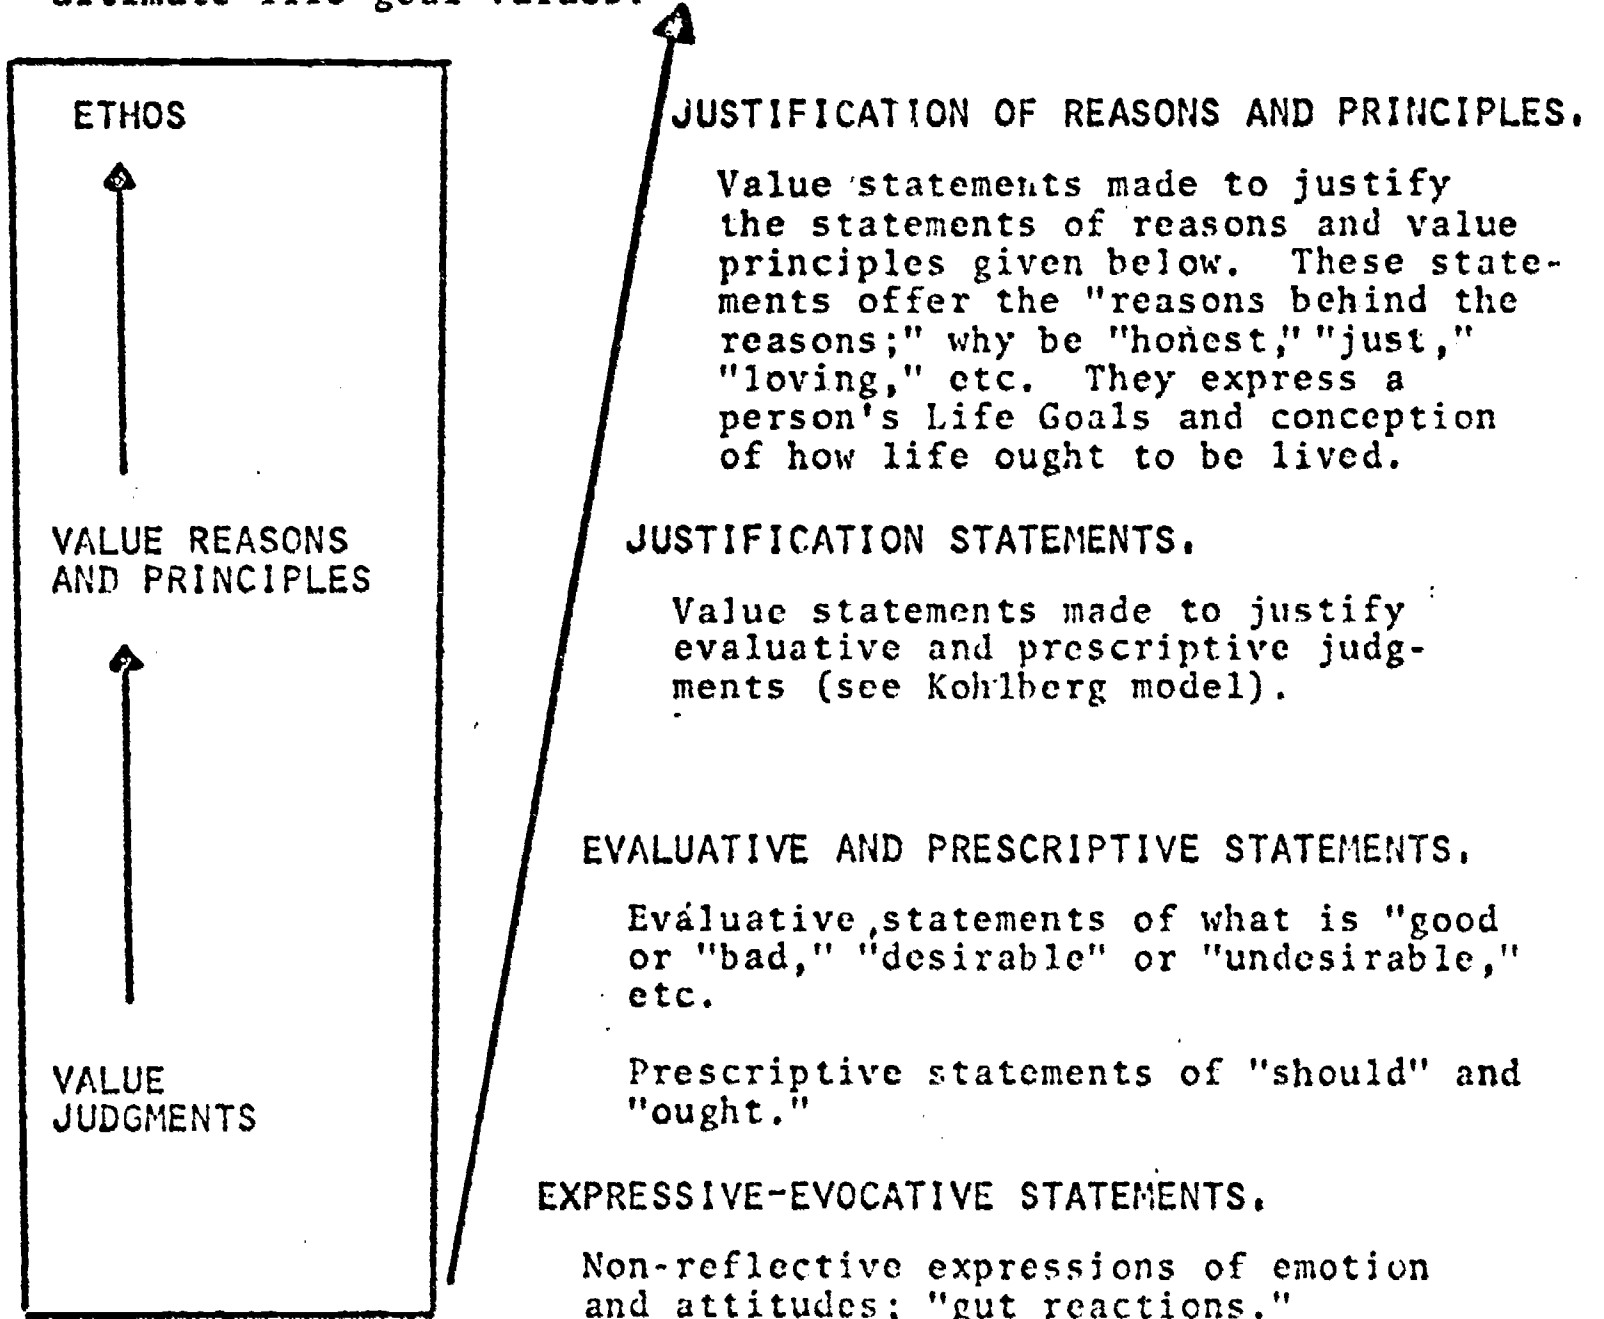 ultimate life goal values.
ETHOS
VALUE REASONS
AND PRINCIPLES
VALUE
JUDGMENTS
JUSTIFICATION OF REASONS AND PRINCIPLES.
Value statements made to justify
the statements of reasons and value
principles given below. These state-
ments offer the "reasons behind the
reasons;" why be "honest," "just,"
"loving," etc. They express a
person's Life Goals and conception
of how life ought to be lived.
JUSTIFICATION STATEMENTS.
Value statements made to justify
evaluative and prescriptive judg-
ments (see Kohlberg model).
EVALUATIVE AND PRESCRIPTIVE STATEMENTS.
Evaluative statements of what is "good
or "bad," "desirable" or "undesirable,"
etc.
Prescriptive statements of "should" and
"ought."
EXPRESSIVE-EVOCATIVE STATEMENTS.
Non-reflective expressions of emotion
and attitudes; "gut reactions."